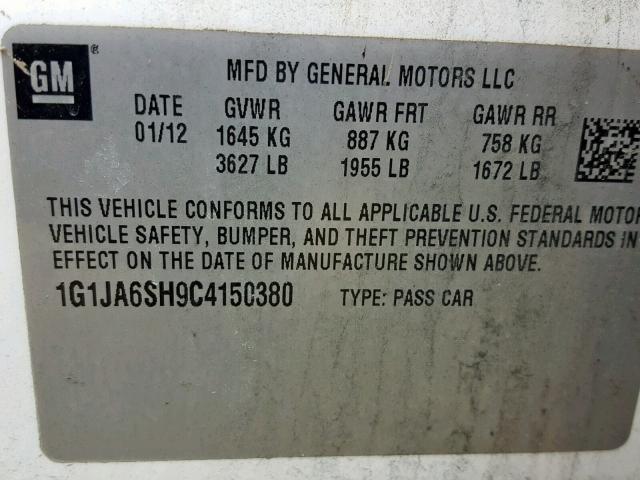 GM ®
MFD BY GENERAL MOTORS LLC
DATE GVWR GAWR FRT GAWR RR
01/12 1645 KG 887 KG 758 KG
3627 LB 1955 LB 1672 LB
THIS VEHICLE CONFORMS TO ALL APPLICABLE U.S. FEDERAL MOTOR
VEHICLE SAFETY, BUMPER, AND THEFT PREVENTION STANDARDS IN
EFFECT ON THE DATE OF MANUFACTURE SHOWN ABOVE.
1G1JA6SH9C4150380 TYPE: PASS CAR